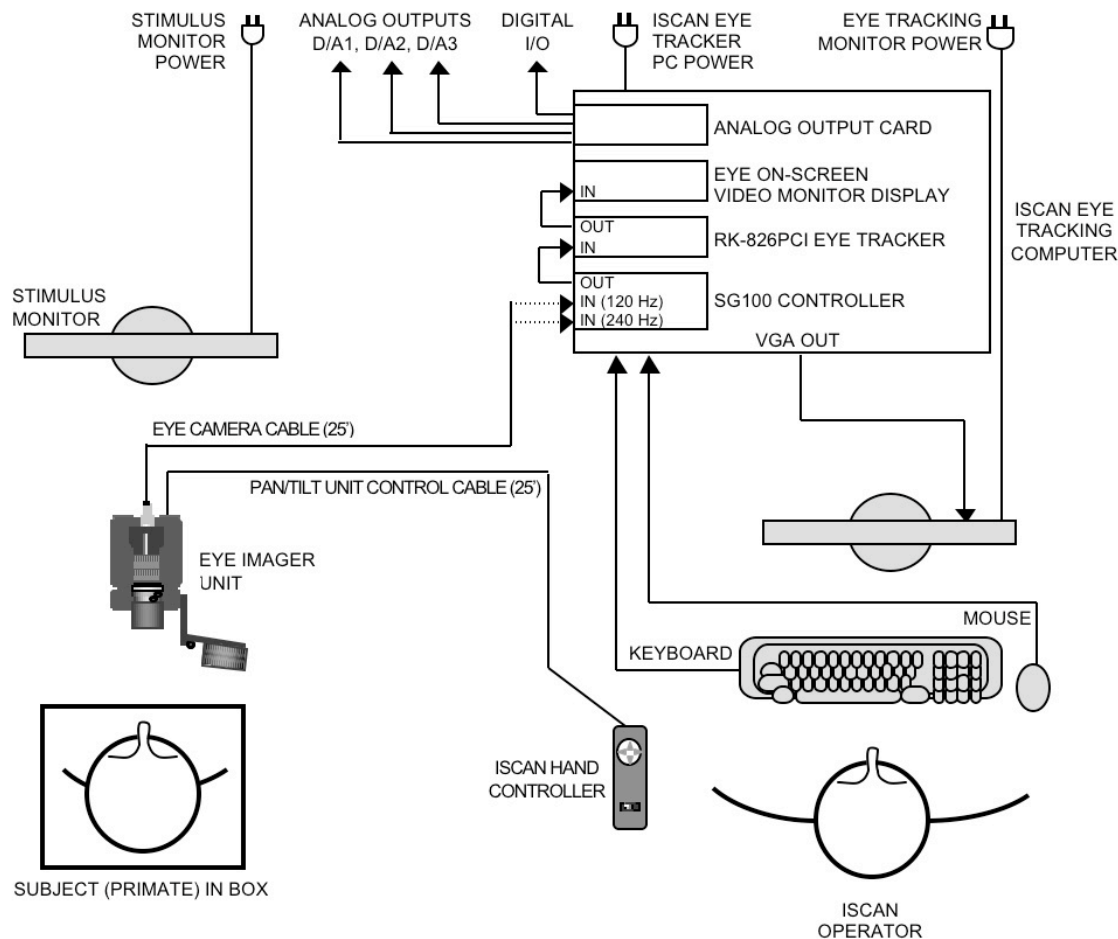 STIMULUS
MONITOR
POWER
ANALOG OUTPUTS
D/A1, D/A2, D/A3
DIGITAL
I/O
ISCAN EYE
TRACKER
PC POWER
EYE TRACKING
MONITOR POWER
ANALOG OUTPUT CARD
EYE ON-SCREEN
VIDEO MONITOR DISPLAY
IN
OUT
IN
RK-826PCI EYE TRACKER
OUT
IN (120 Hz)
IN (240 Hz)
SG100 CONTROLLER
VGA OUT
ISCAN EYE
TRACKING
COMPUTER
STIMULUS
MONITOR
EYE CAMERA CABLE (25')
PAN/TILT UNIT CONTROL CABLE (25')
EYE IMAGER
UNIT
MOUSE
KEYBOARD
ISCAN HAND
CONTROLLER
SUBJECT (PRIMATE) IN BOX
ISCAN
OPERATOR